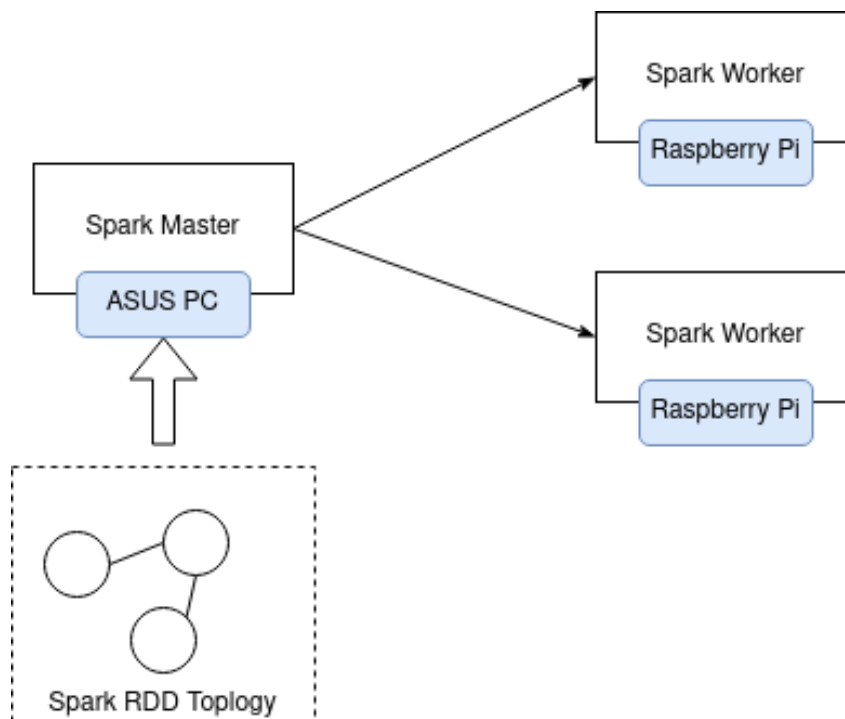 Spark Worker
Raspberry Pi
Spark Master
ASUS PC
Spark Worker
Raspberry Pi
Spark RDD Toplogy